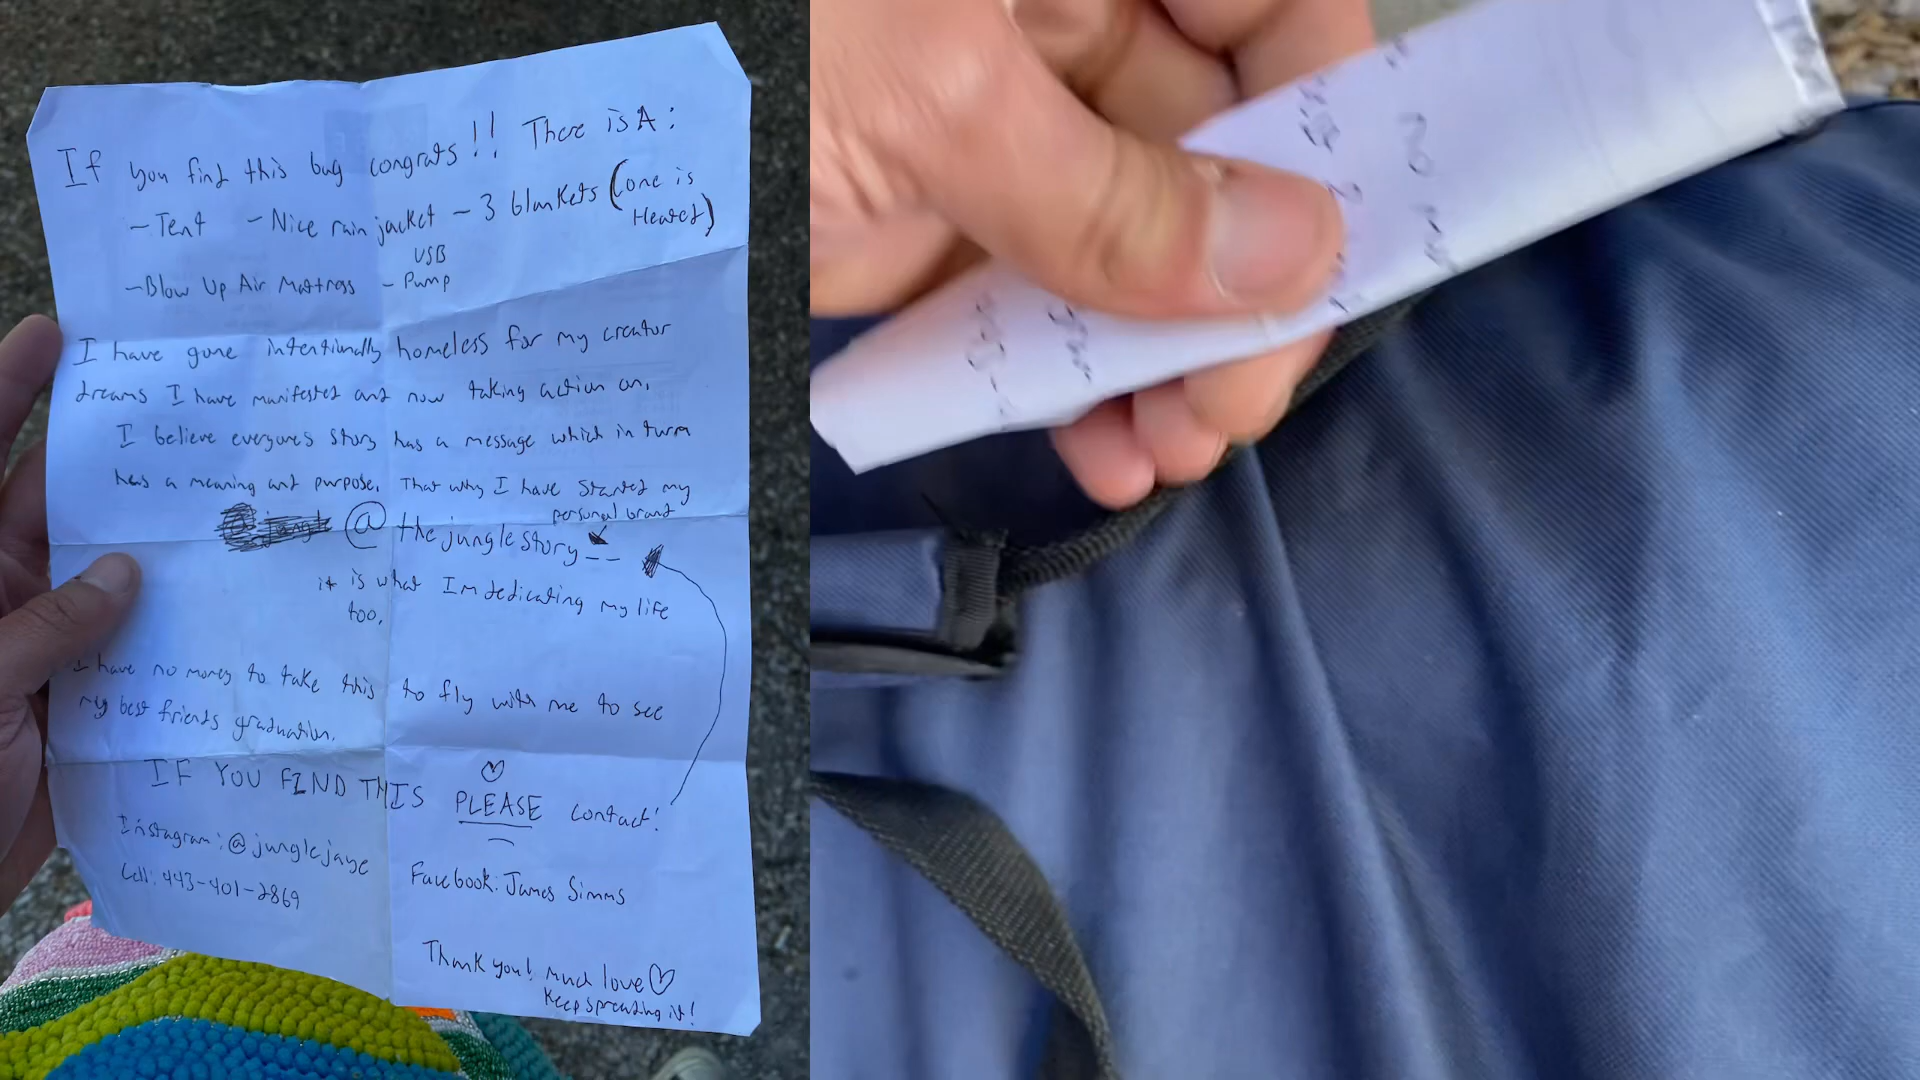 If you find this bag congrats!! There is A:
- Tent - Nice rain jacket - 3 blankets (one is Heated)
- Blow Up Air Mattress - USB Pump
I have gone intentionally homeless for my creator
dreams I have manifested and now taking action on.
I believe everyones story has a message which in turn
has a meaning and purpose. That why I have started my
personal brand
@ the jungle story__
it is what Im dedicating my life
too.
I have no money to take this to fly with me to see
my best friends graduation.
IF YOU FIND THIS PLEASE contact!
Instagram: @junglejaye
Cell: 443-401-2869
Facebook: James Simms
Thank you! Much love
Keep spreading it!